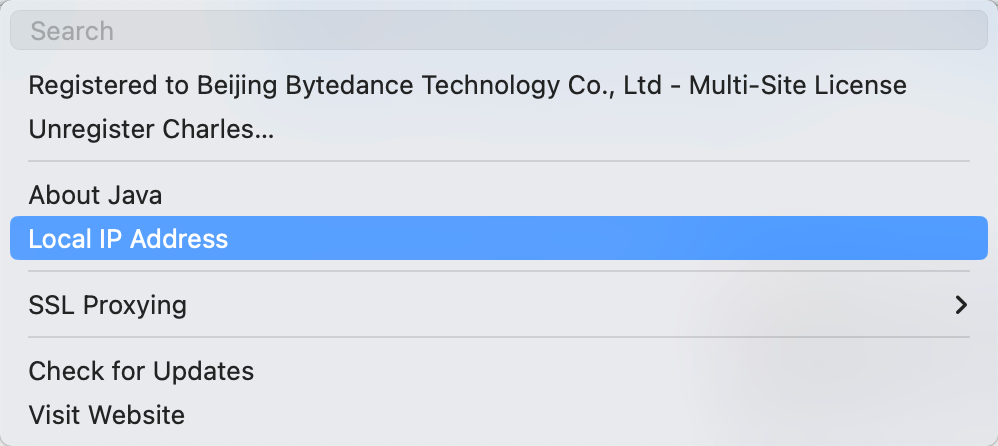 Search
Registered to Beijing Bytedance Technology Co., Ltd - Multi-Site License
Unregister Charles...
About Java
Local IP Address
SSL Proxying
Check for Updates
Visit Website